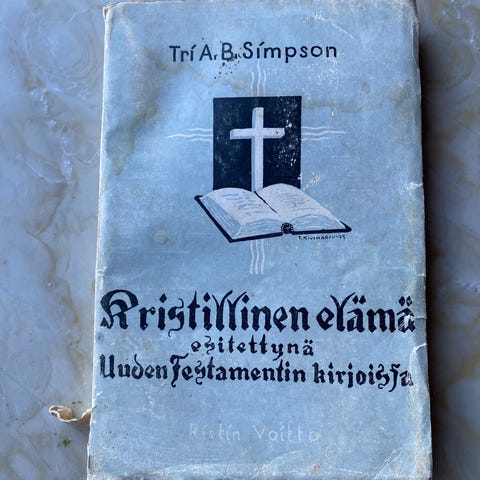 Tri A. B. Simpson
Kristillinen elämä
esitettynä
Uuden Testamentin kirjoissa
Ristin Voitto